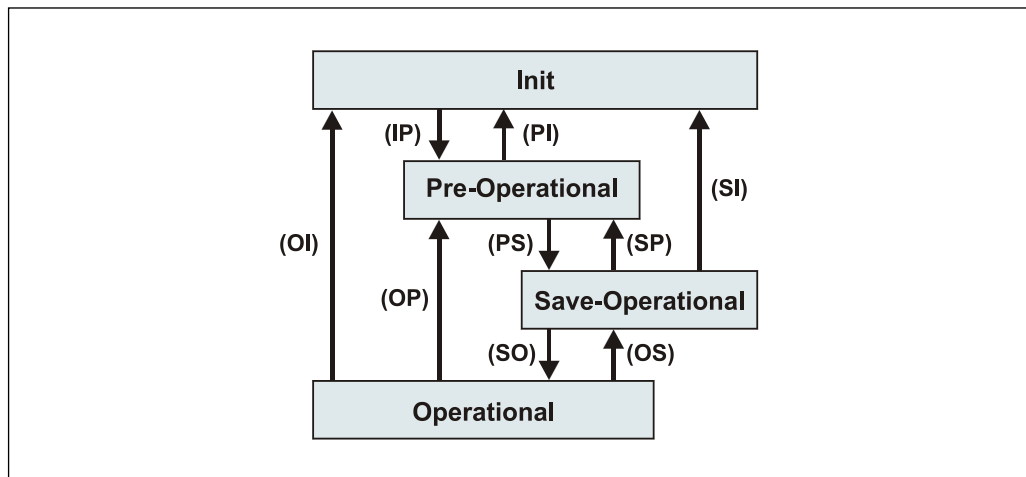 Init
(IP)
(PI)
Pre-Operational
(SI)
(OI)
(PS)
(SP)
(OP)
Save-Operational
(SO)
(OS)
Operational